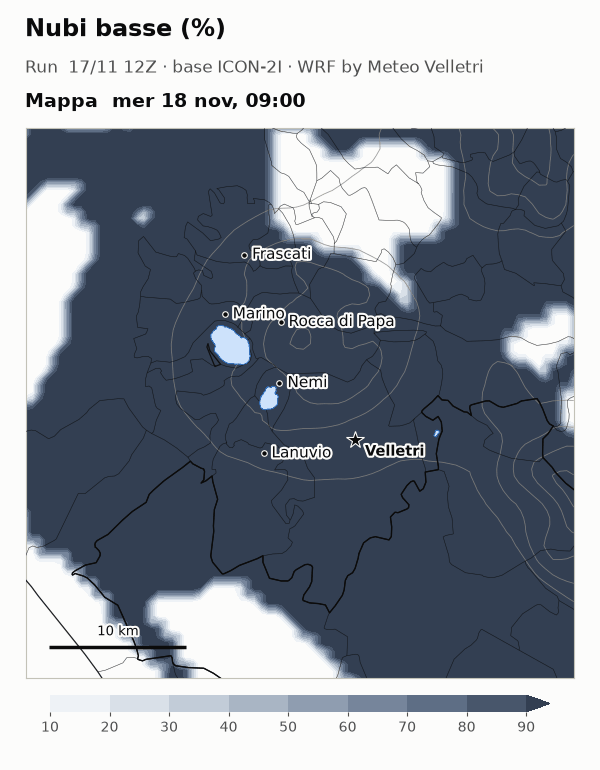 Nubi basse (%)
Run  17/11 12Z · base ICON-2I · WRF by Meteo Velletri
Mappa  mer 18 nov, 09:00
Frascati
Marino
Rocca di Papa
Nemi
Velletri
Lanuvio
10 km
10 20 30 40 50 60 70 80 90